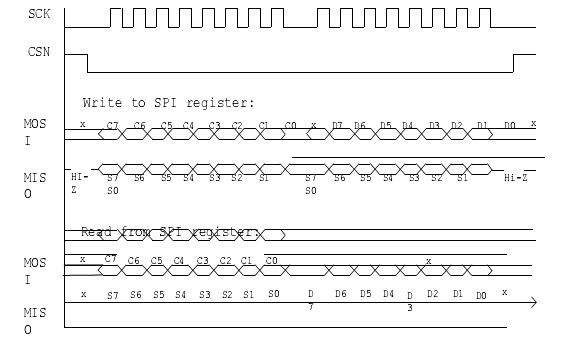 SCK
CSN
Write to SPI register:
MOS
I
x C7 C6 C5 C4 C3 C2 C1 C0 x D7 D6 D5 D4 D3 D2 D1 D0 x
MIS
O
HI-
Z
S7 S6 S5 S4 S3 S2 S1
S0
S7 S6 S5 S4 S3 S2 S1
S0
Hi-Z
Read from SPI register:
MOS
I
x C7 C6 C5 C4 C3 C2 C1 C0 x
MIS
O
x S7 S6 S5 S4 S3 S2 S1 S0 D
7
D6 D5 D4 D
3
D2 D1 D0 x